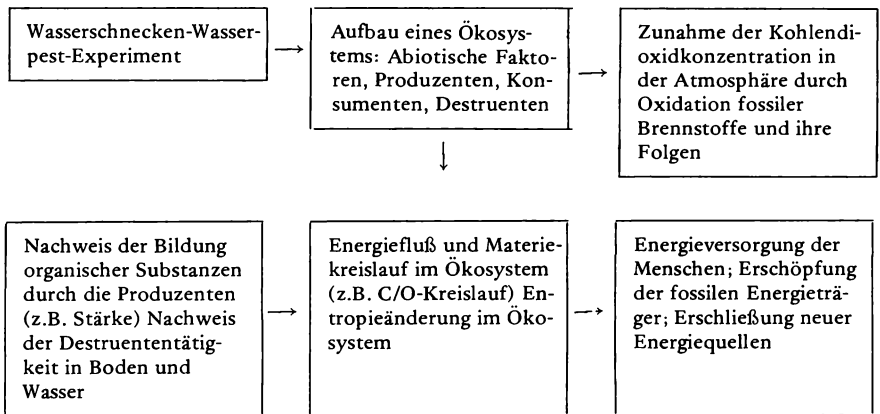 Wasserschnecken-Wasser-
pest-Experiment
Aufbau eines Ökosys-
tems: Abiotische Fakto-
ren, Produzenten, Kon-
sumenten, Destruenten
Zunahme der Kohlendi-
oxidkonzentration in
der Atmosphäre durch
Oxidation fossiler
Brennstoffe und ihre
Folgen
Nachweis der Bildung
organischer Substanzen
durch die Produzenten
(z.B. Stärke) Nachweis
der Destruententätig-
keit in Boden und
Wasser
Energiefluß und Materie-
kreislauf im Ökosystem
(z.B. C/O-Kreislauf) En-
tropieänderung im Öko-
system
Energieversorgung der
Menschen; Erschöpfung
der fossilen Energieträ-
ger; Erschließung neuer
Energiequellen